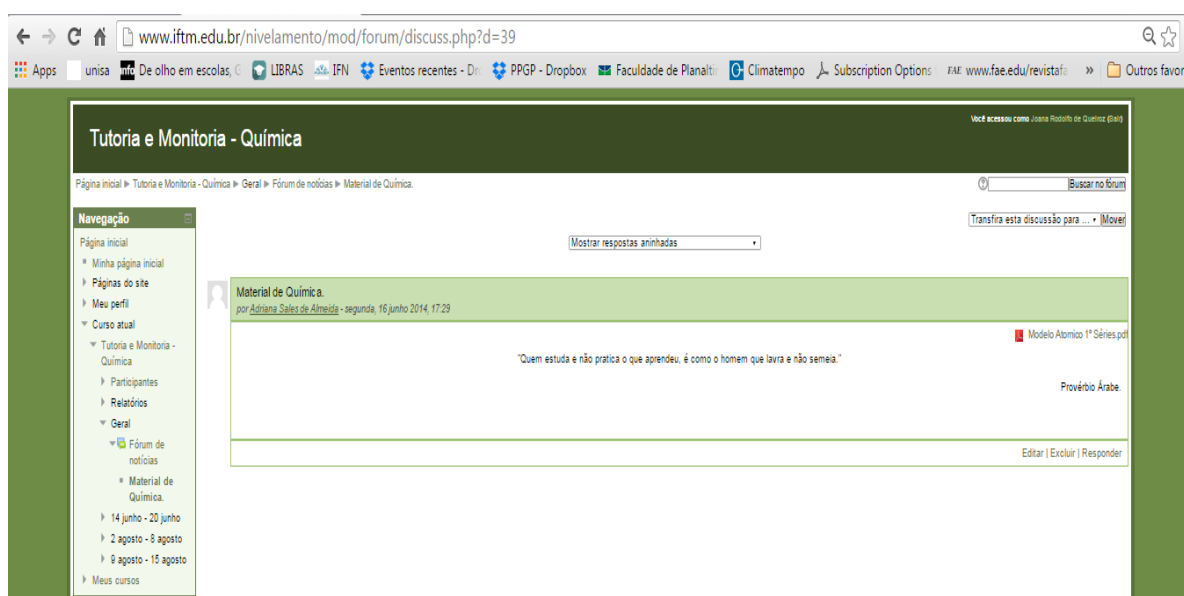 www.iftm.edu.br/nivelamento/mod/forum/discuss.php?d=39
Apps unisa info De olho em escolas, G LIBRAS IFN Eventos recentes - Dro PPGP - Dropbox Faculdade de Planaltin Climatempo Subscription Options FAE www.fae.edu/revistafa » Outros favor
Você acessou como Joana Rodolfo de Queiroz (Sair)
Tutoria e Monitoria - Química
Página inicial ▶ Tutoria e Monitoria - Química ▶ Geral ▶ Fórum de notícias ▶ Material de Química.
Buscar no fórum
Transfira esta discussão para ... Mover
Mostrar respostas aninhadas
Navegação
Página inicial
Minha página inicial
Páginas do site
Meu perfil
Curso atual
Tutoria e Monitoria -
Química
Participantes
Relatórios
Geral
Fórum de
notícias
Material de
Química.
14 junho - 20 junho
2 agosto - 8 agosto
9 agosto - 15 agosto
Meus cursos
Material de Química.
por Adriana Sales de Almeida - segunda, 16 junho 2014, 17:29
Modelo Atomico 1º Séries.pdf
"Quem estuda e não pratica o que aprendeu, é como o homem que lavra e não semeia."
Provérbio Árabe.
Editar | Excluir | Responder